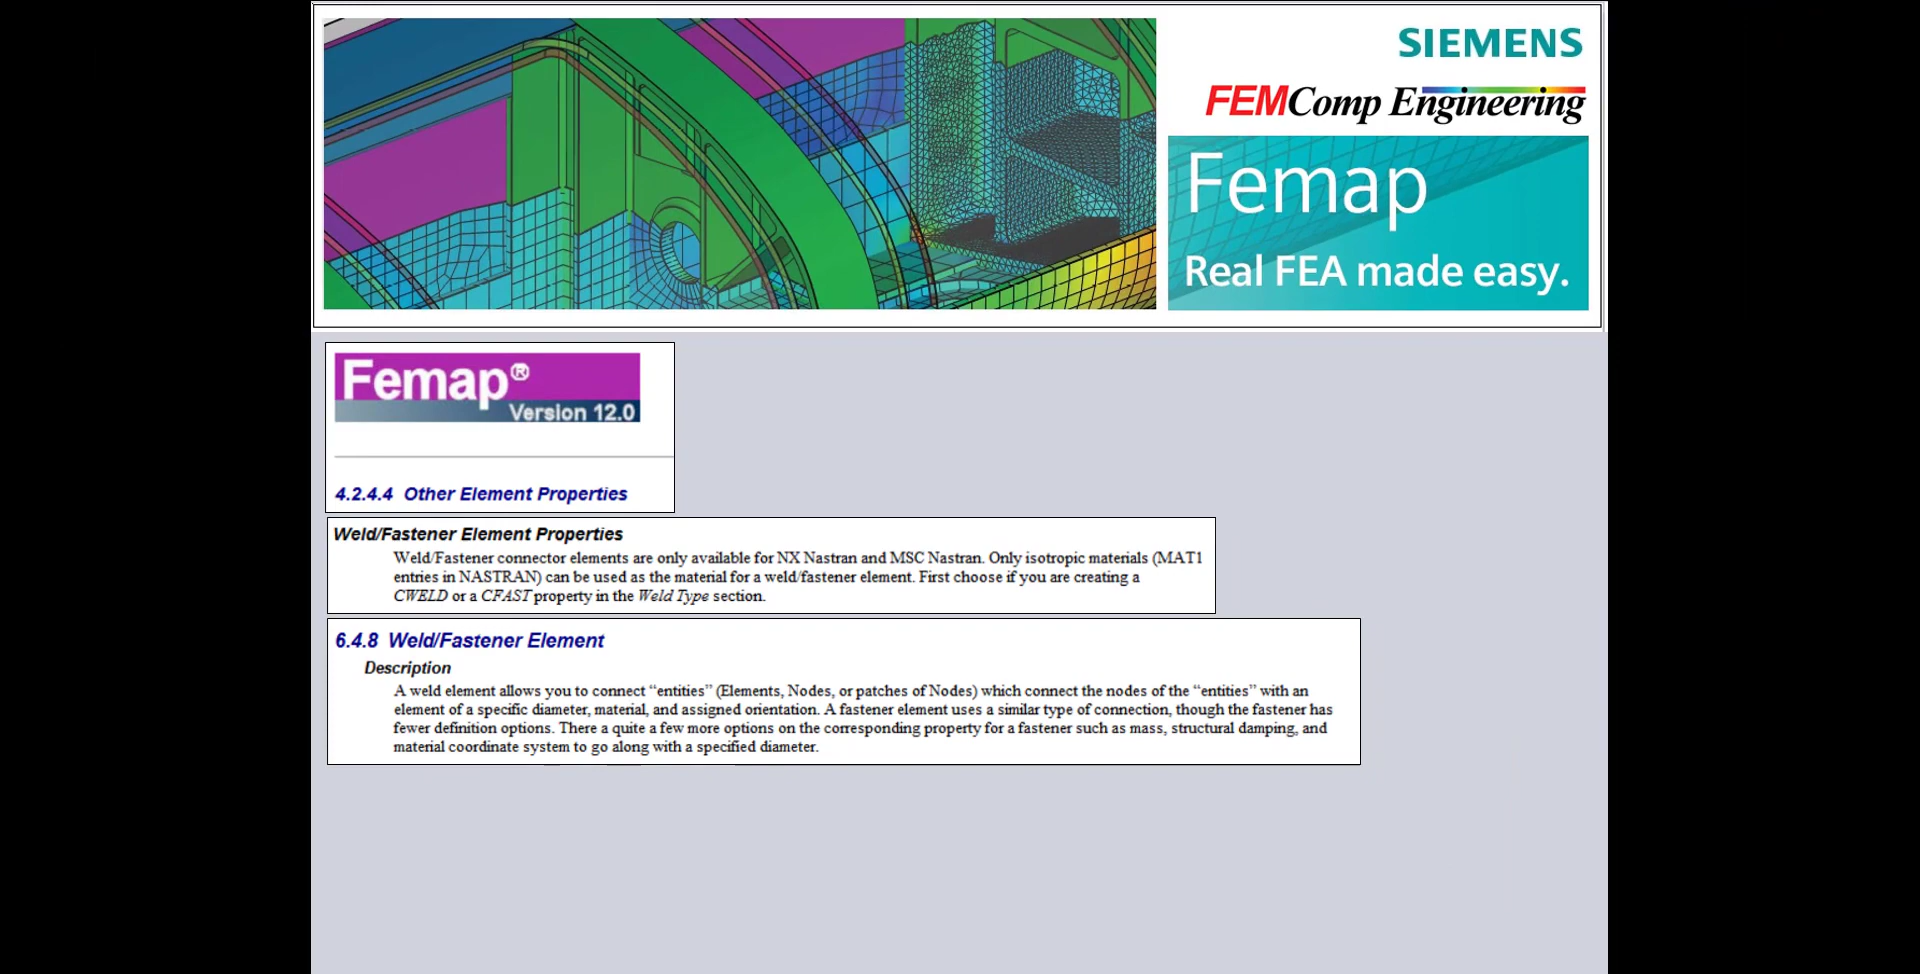 SIEMENS
FEMComp Engineering
Femap
Real FEA made easy.
Femap®
Version 12.0
4.2.4.4 Other Element Properties
Weld/Fastener Element Properties
Weld/Fastener connector elements are only available for NX Nastran and MSC Nastran. Only isotropic materials (MAT1
entries in NASTRAN) can be used as the material for a weld/fastener element. First choose if you are creating a
CWELD or a CFAST property in the Weld Type section.
6.4.8 Weld/Fastener Element
Description
A weld element allows you to connect “entities” (Elements, Nodes, or patches of Nodes) which connect the nodes of the “entities” with an
element of a specific diameter, material, and assigned orientation. A fastener element uses a similar type of connection, though the fastener has
fewer definition options. There a quite a few more options on the corresponding property for a fastener such as mass, structural damping, and
material coordinate system to go along with a specified diameter.